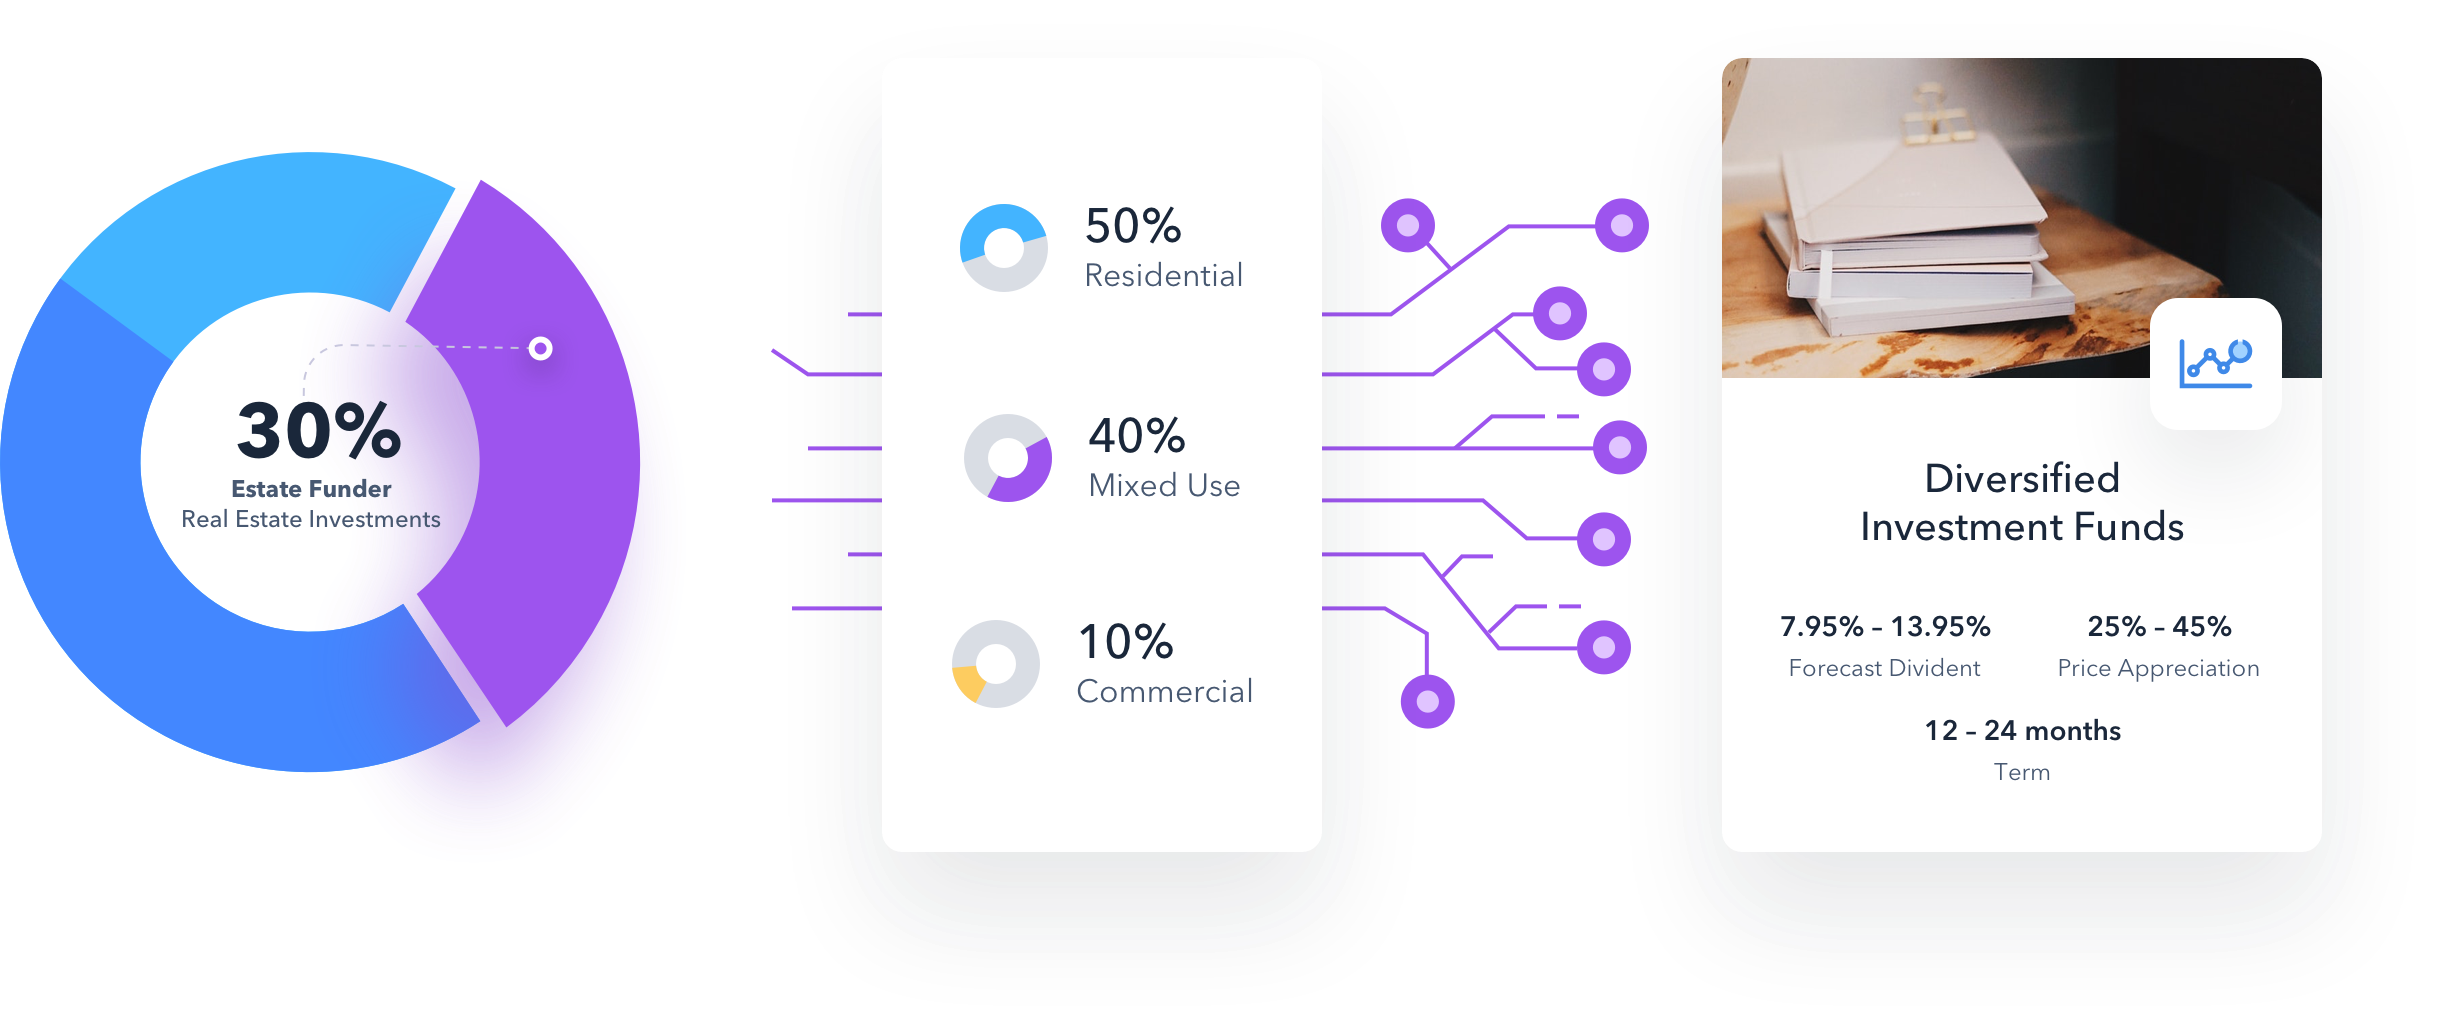 30%
Estate Funder
Real Estate Investments
50%
Residential
40%
Mixed Use
10%
Commercial
Diversified
Investment Funds
7.95% – 13.95%
Forecast Divident
25% – 45%
Price Appreciation
12 – 24 months
Term